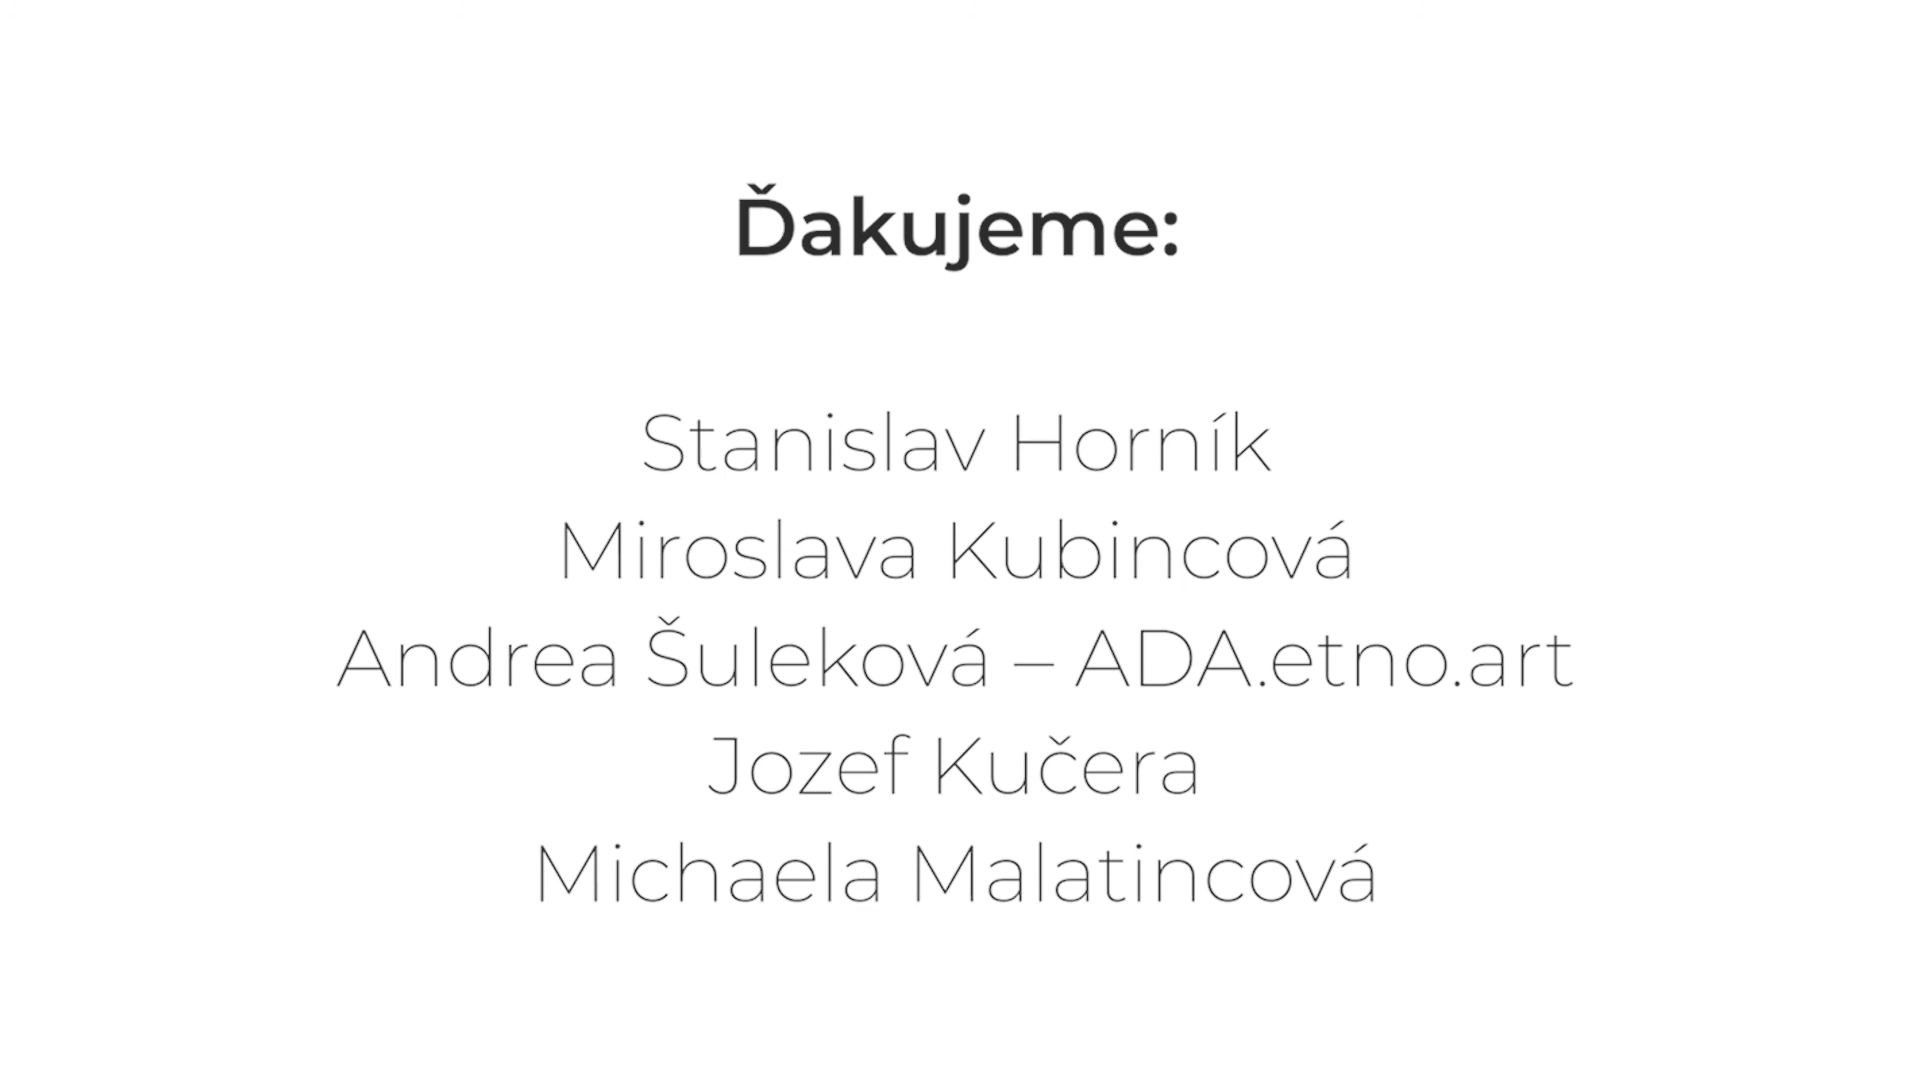 Ďakujeme:
Stanislav Horník
Miroslava Kubincová
Andrea Šuleková – ADA.etno.art
Jozef Kučera
Michaela Malatincová